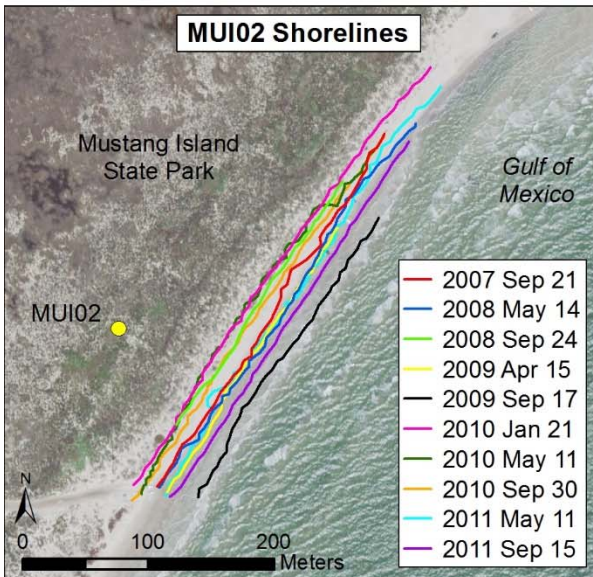 MUI02 Shorelines
Mustang Island
State Park
Gulf of
Mexico
MUI02
2007 Sep 21
2008 May 14
2008 Sep 24
2009 Apr 15
2009 Sep 17
2010 Jan 21
2010 May 11
2010 Sep 30
2011 May 11
2011 Sep 15
N
0 100 200
Meters